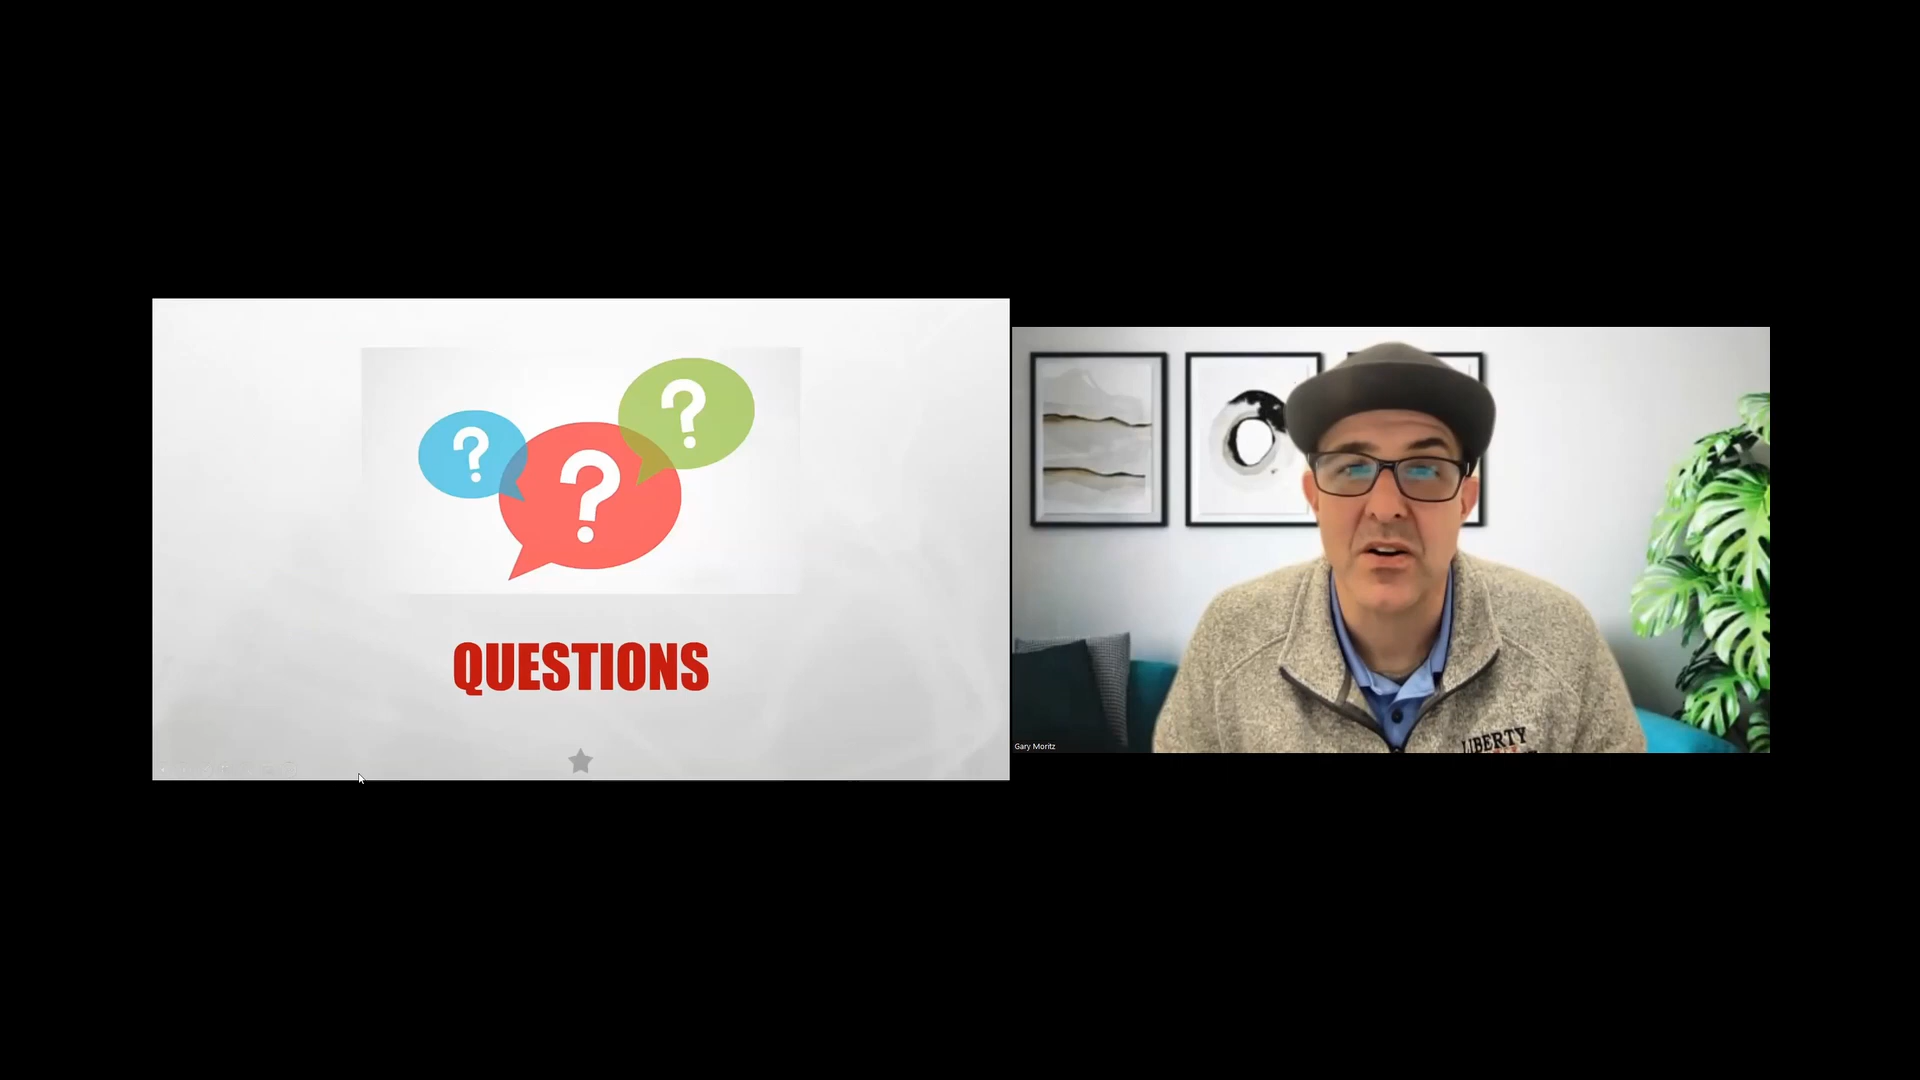 ?
?
?
QUESTIONS
Gary Moritz
LIBERTY